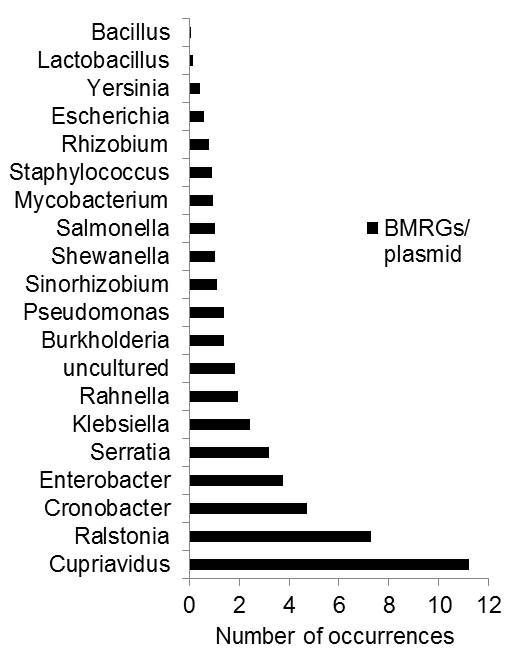 Bacillus
Lactobacillus
Yersinia
Escherichia
Rhizobium
Staphylococcus
Mycobacterium
Salmonella
Shewanella
Sinorhizobium
Pseudomonas
Burkholderia
uncultured
Rahnella
Klebsiella
Serratia
Enterobacter
Cronobacter
Ralstonia
Cupriavidus
BMRGs/
plasmid
0 2 4 6 8 10 12
Number of occurrences